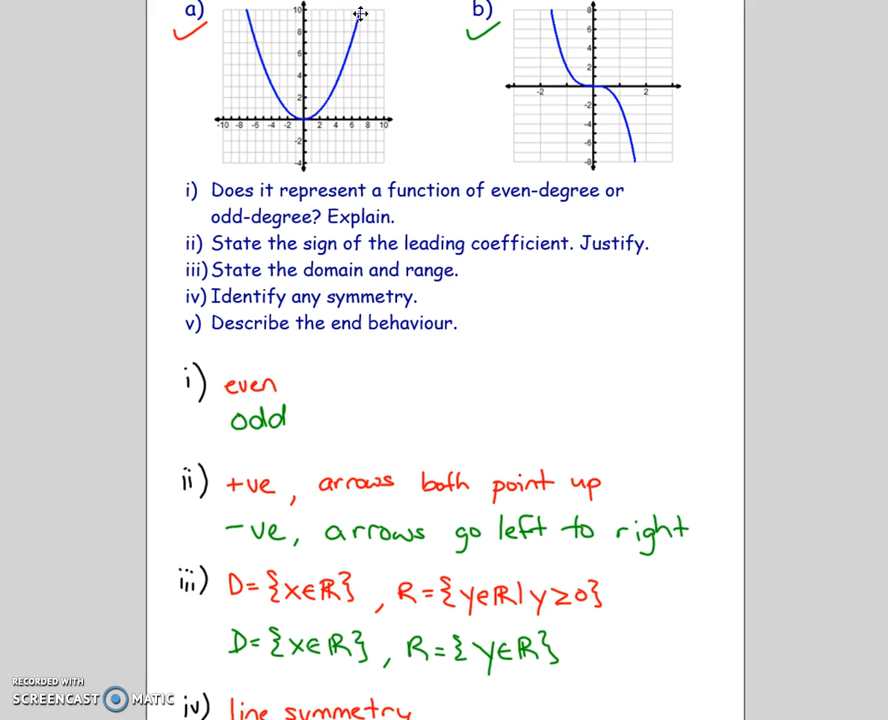 a)
b)
10
8
6
4
2
-10 -8 -6 -4 -2 2 4 6 8 10
-2
-4
8
6
4
2
-2 2
-2
-4
-6
-8
i) Does it represent a function of even-degree or
odd-degree? Explain.
ii) State the sign of the leading coefficient. Justify.
iii) State the domain and range.
iv) Identify any symmetry.
v) Describe the end behaviour.
i) even
odd
ii) +ve, arrows both point up
-ve, arrows go left to right
iii) D = {x∈ℝ}, R = {y∈ℝ| y≥0}
D = {x∈ℝ}, R = {y∈ℝ}
iv) line symmetry
RECORDED WITH
SCREENCAST MATIC